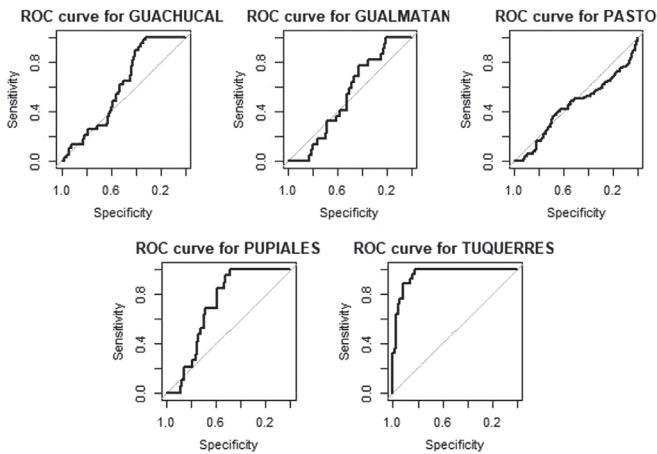 ROC curve for GUACHUCAL
Sensitivity
0.0 0.4 0.8
1.0 0.6 0.2
Specificity
ROC curve for GUALMATAN
Sensitivity
0.0 0.4 0.8
1.0 0.6 0.2
Specificity
ROC curve for PASTO
Sensitivity
0.0 0.4 0.8
1.0 0.6 0.2
Specificity
ROC curve for PUPIALES
Sensitivity
0.0 0.4 0.8
1.0 0.6 0.2
Specificity
ROC curve for TUQUERRES
Sensitivity
0.0 0.4 0.8
1.0 0.6 0.2
Specificity